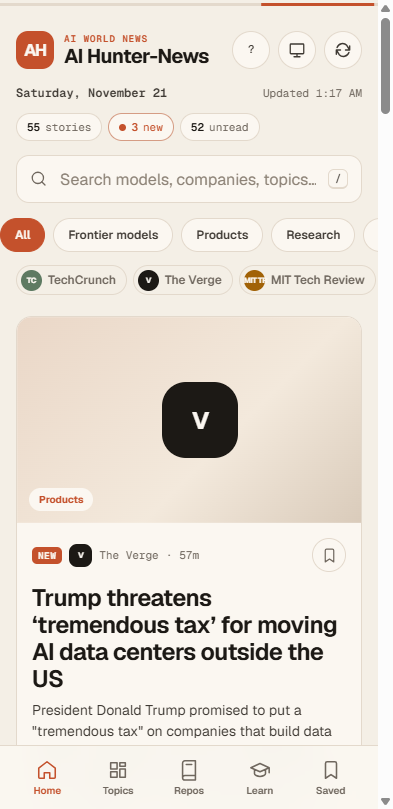 AH
AI WORLD NEWS
AI Hunter-News
?
Saturday, November 21
Updated 1:17 AM
55 stories
3 new
52 unread
Search models, companies, topics…
/
All
Frontier models
Products
Research
TC
TechCrunch
V
The Verge
MIT Tech Review
V
Products
NEW
V
The Verge · 57m
Trump threatens
‘tremendous tax’ for moving
AI data centers outside the
US
President Donald Trump promised to put a
"tremendous tax" on companies that build data
Home
Topics
Repos
Learn
Saved